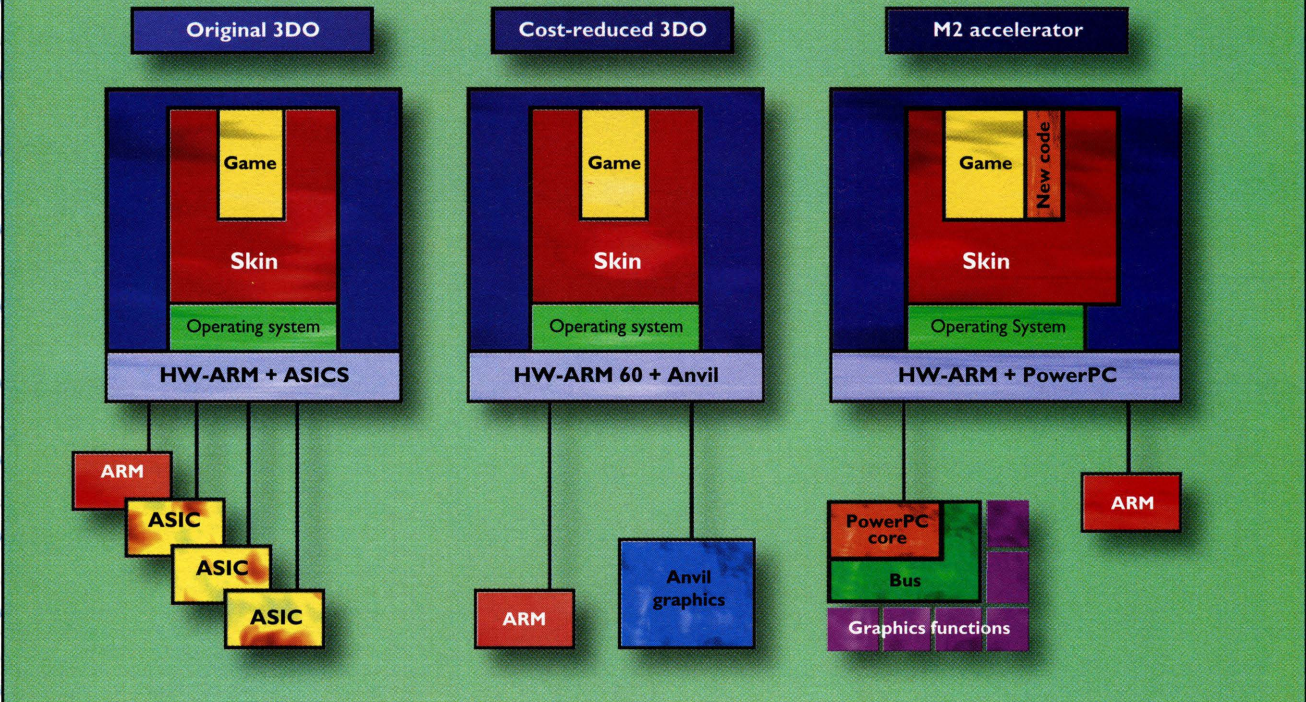 Original 3DO
Game
Skin
Operating system
HW-ARM + ASICS
ARM
ASIC
ASIC
ASIC
Cost-reduced 3DO
Game
Skin
Operating system
HW-ARM 60 + Anvil
ARM
Anvil
graphics
M2 accelerator
Game
New code
Skin
Operating System
HW-ARM + PowerPC
PowerPC
core
Bus
Graphics functions
ARM